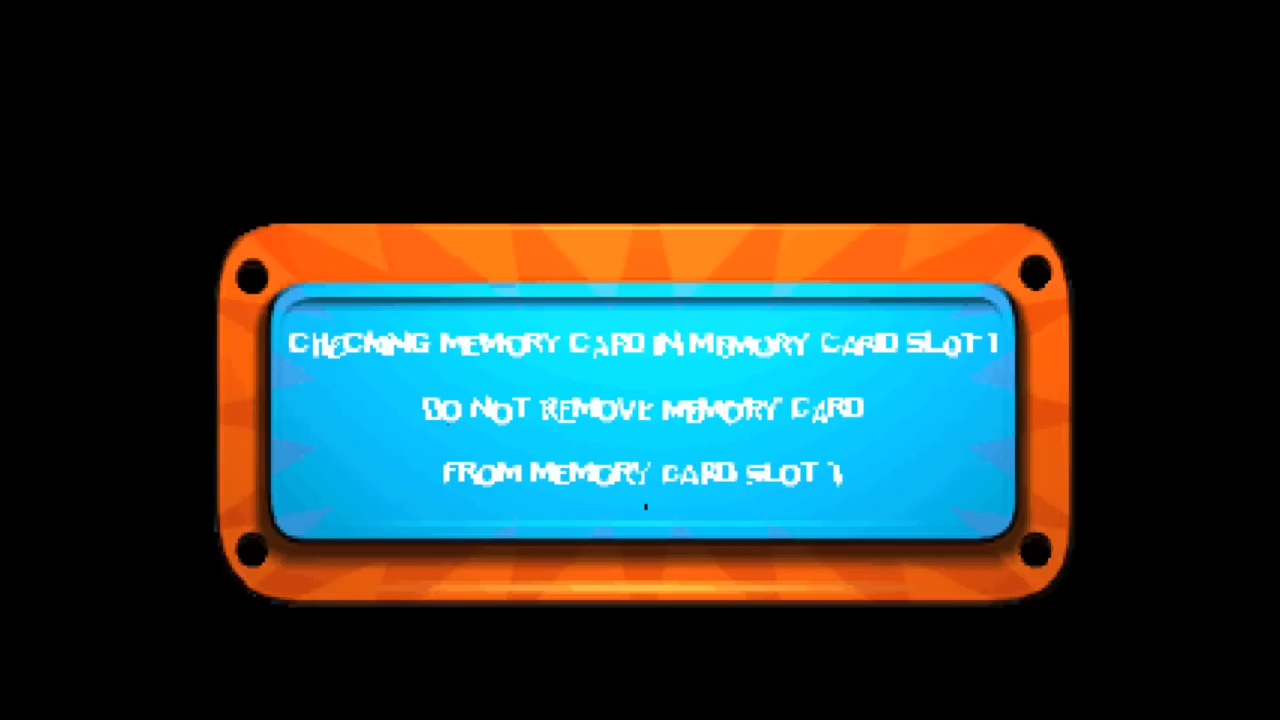 CHECKING MEMORY CARD IN MEMORY CARD SLOT 1
DO NOT REMOVE MEMORY CARD
FROM MEMORY CARD SLOT 1